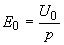 E₀ = U₀/p